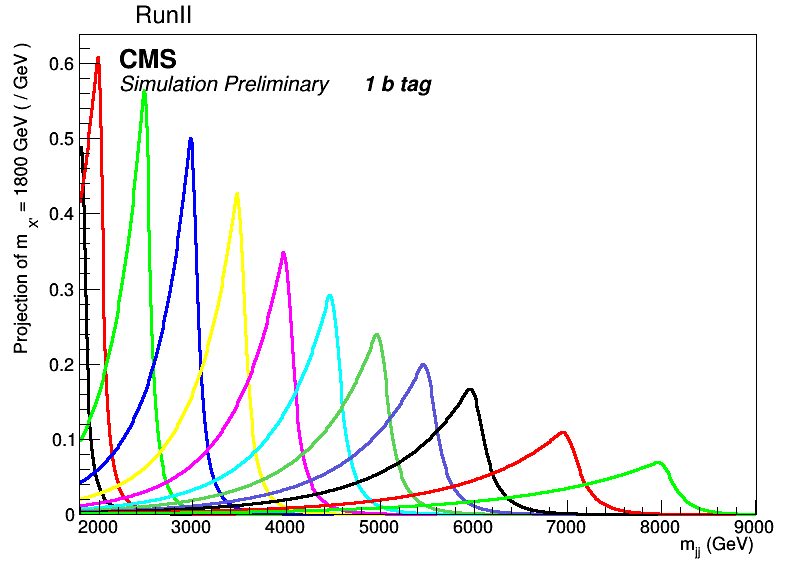 RunII
CMS
Simulation Preliminary 1 b tag
Projection of m_X' = 1800 GeV ( / GeV )
0.6
0.5
0.4
0.3
0.2
0.1
0
2000 3000 4000 5000 6000 7000 8000 9000
m_jj (GeV)